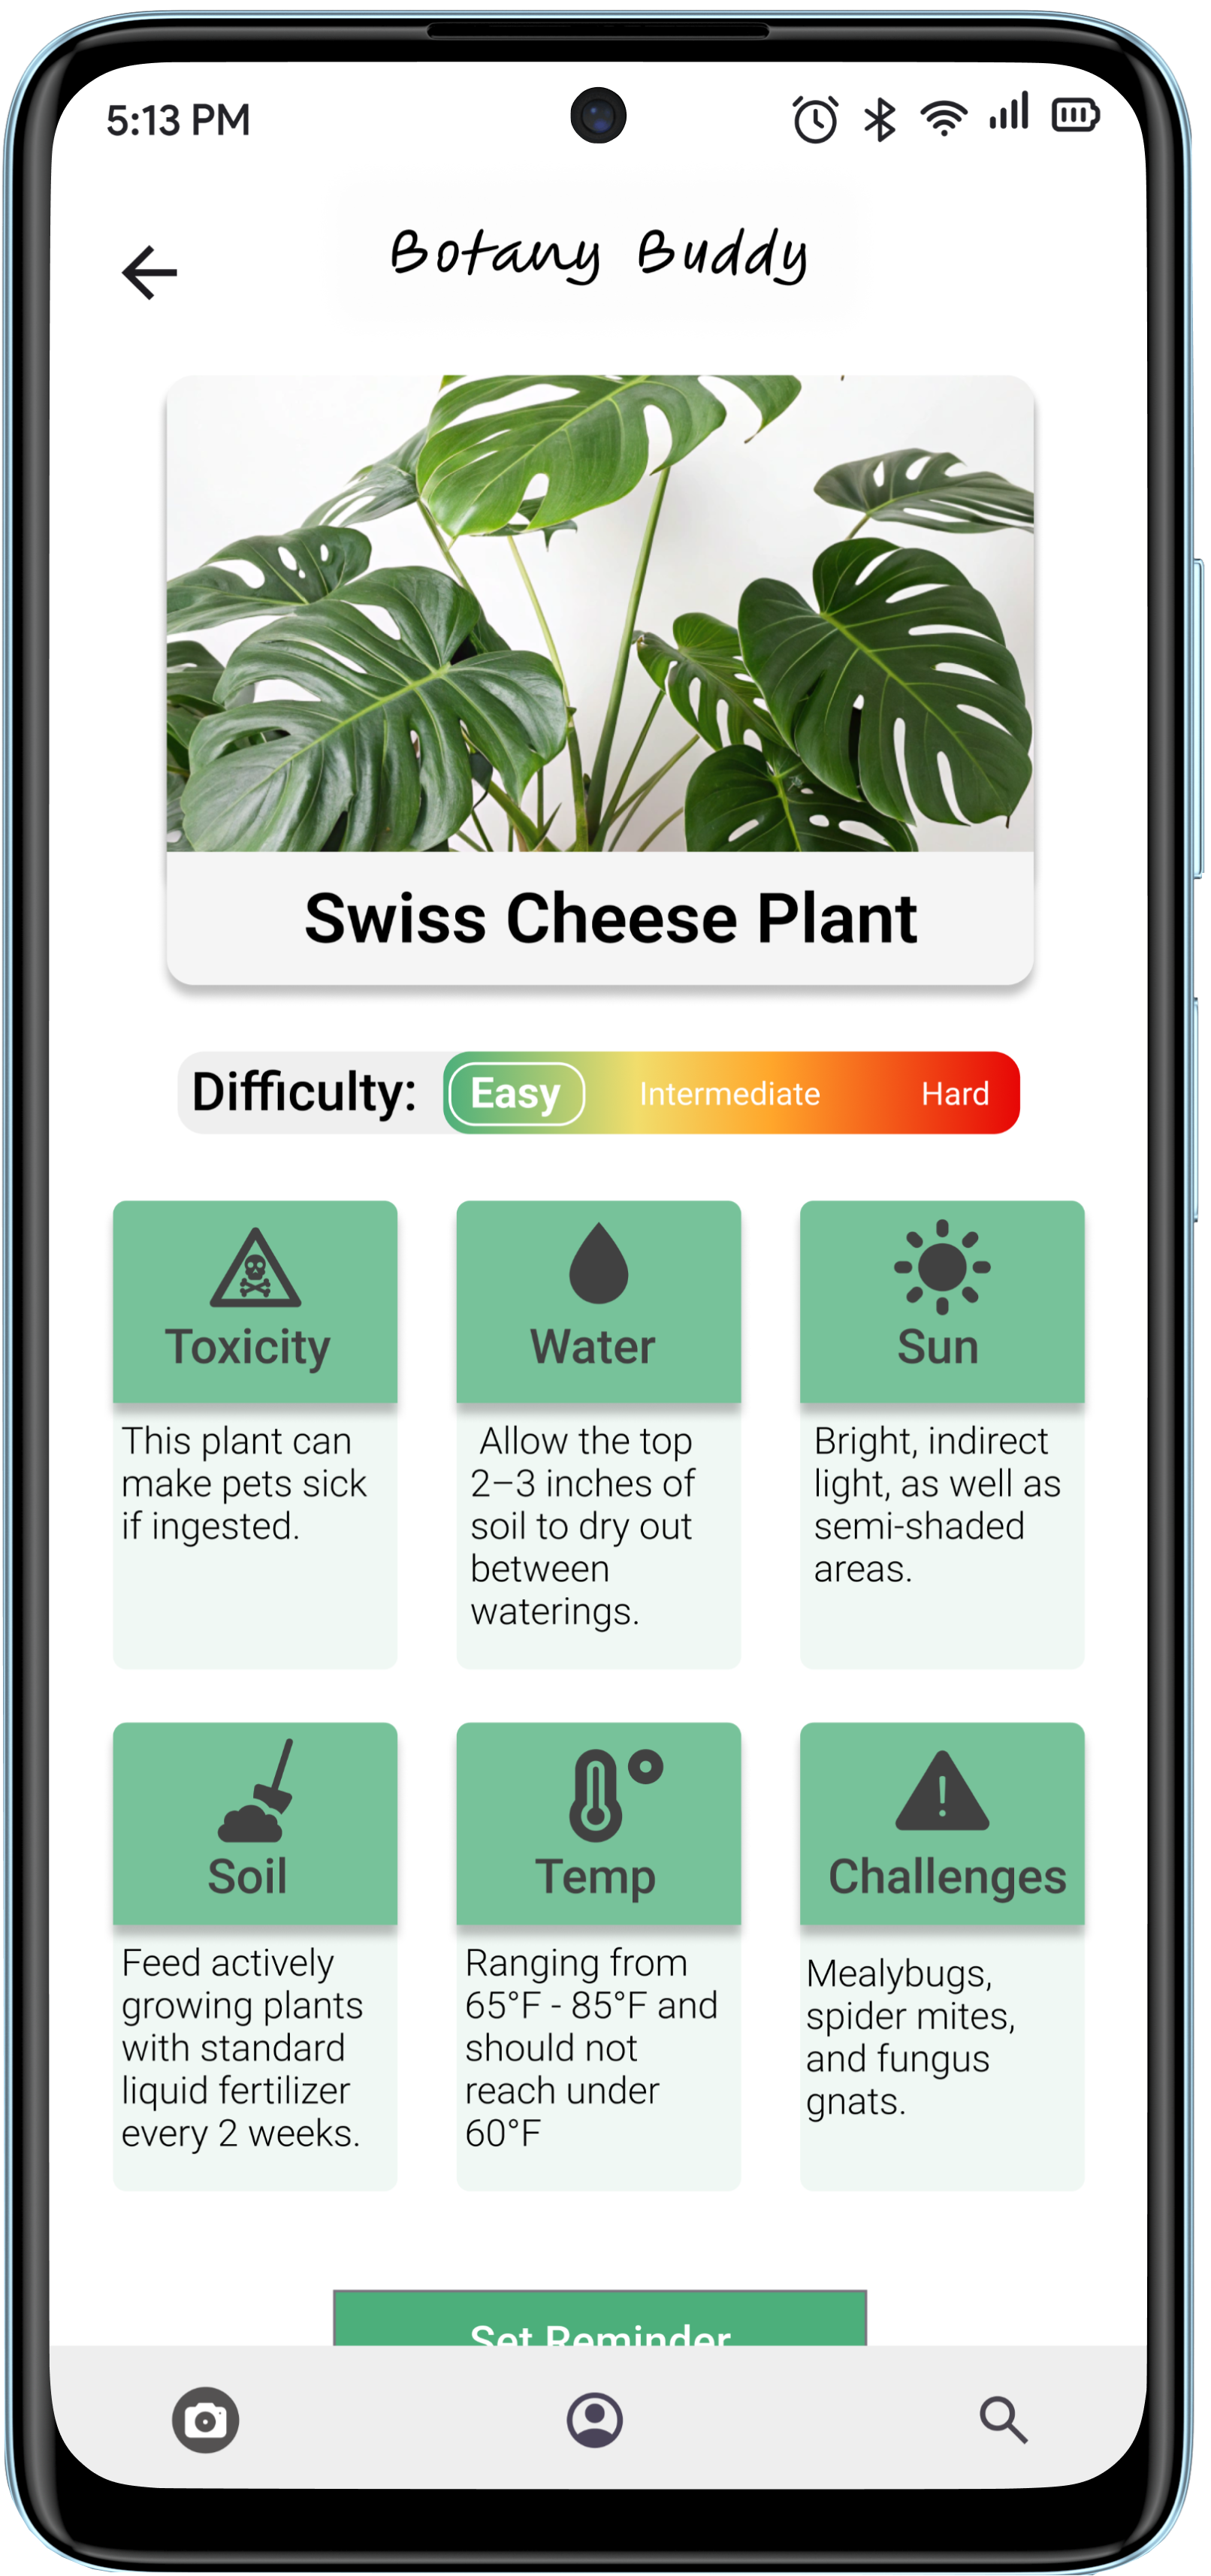 5:13 PM
Botany Buddy
Swiss Cheese Plant
Difficulty: Easy Intermediate Hard
Toxicity
This plant can
make pets sick
if ingested.
Water
Allow the top
2–3 inches of
soil to dry out
between
waterings.
Sun
Bright, indirect
light, as well as
semi-shaded
areas.
Soil
Feed actively
growing plants
with standard
liquid fertilizer
every 2 weeks.
Temp
Ranging from
65°F - 85°F and
should not
reach under
60°F
Challenges
Mealybugs,
spider mites,
and fungus
gnats.
Set Reminder